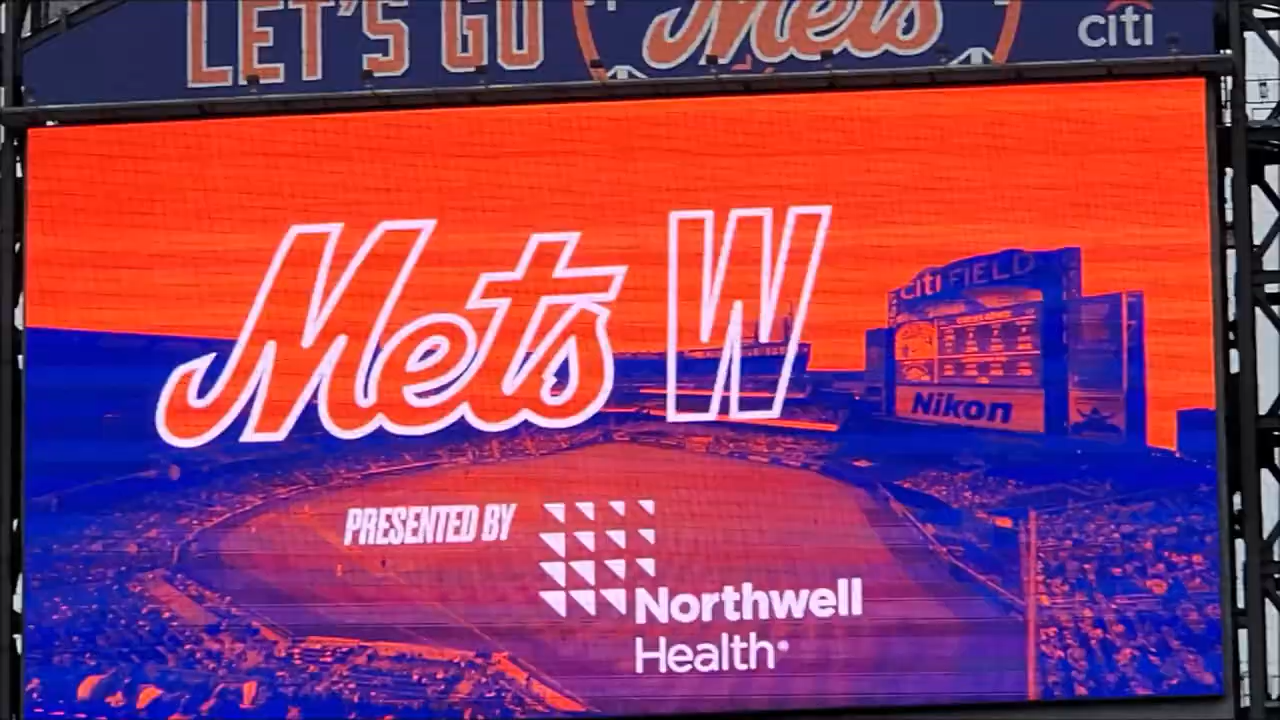 LET'S GO Mets citi
Mets W
citi FIELD
Nikon
PRESENTED BY
Northwell
Health